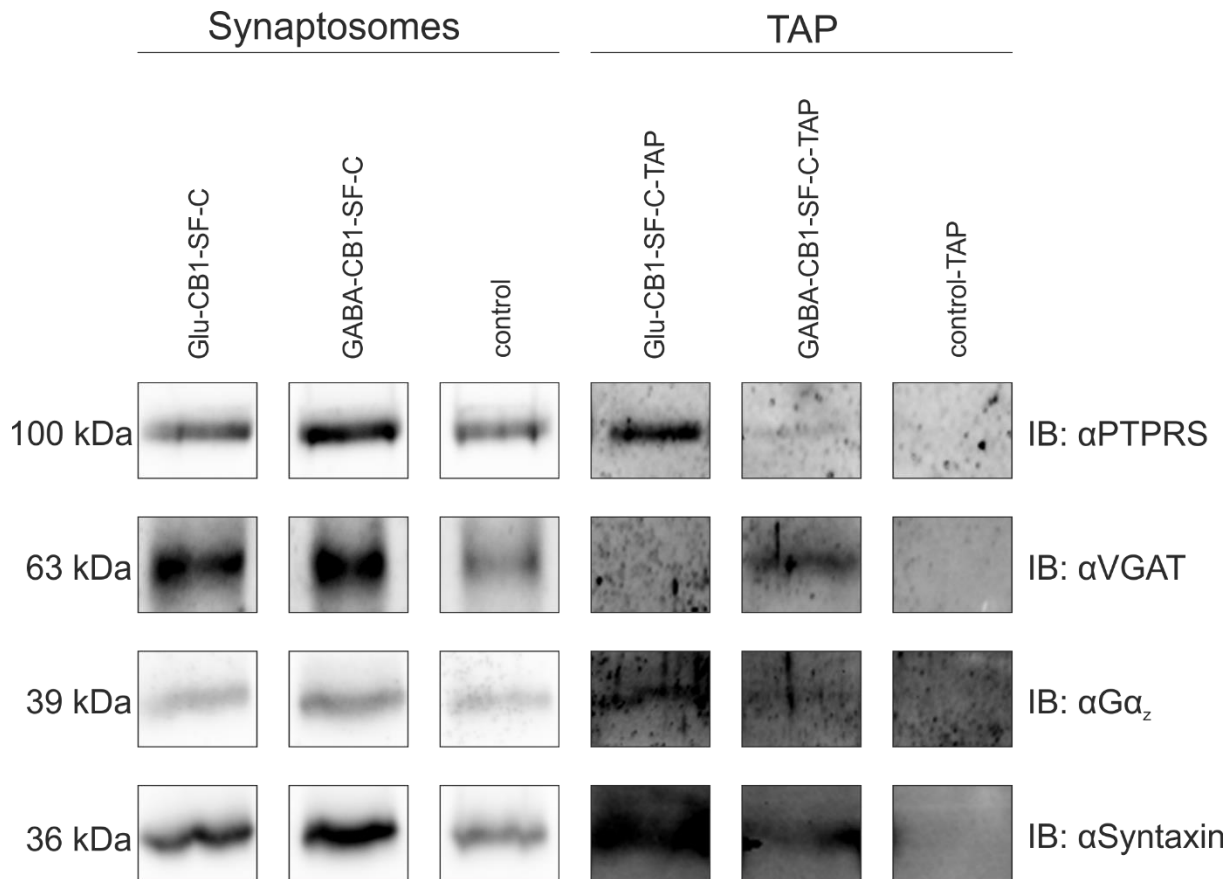 Synaptosomes
TAP
Glu-CB1-SF-C
GABA-CB1-SF-C
control
Glu-CB1-SF-C-TAP
GABA-CB1-SF-C-TAP
control-TAP
100 kDa
IB: αPTPRS
63 kDa
IB: αVGAT
39 kDa
IB: αGα_z
36 kDa
IB: αSyntaxin